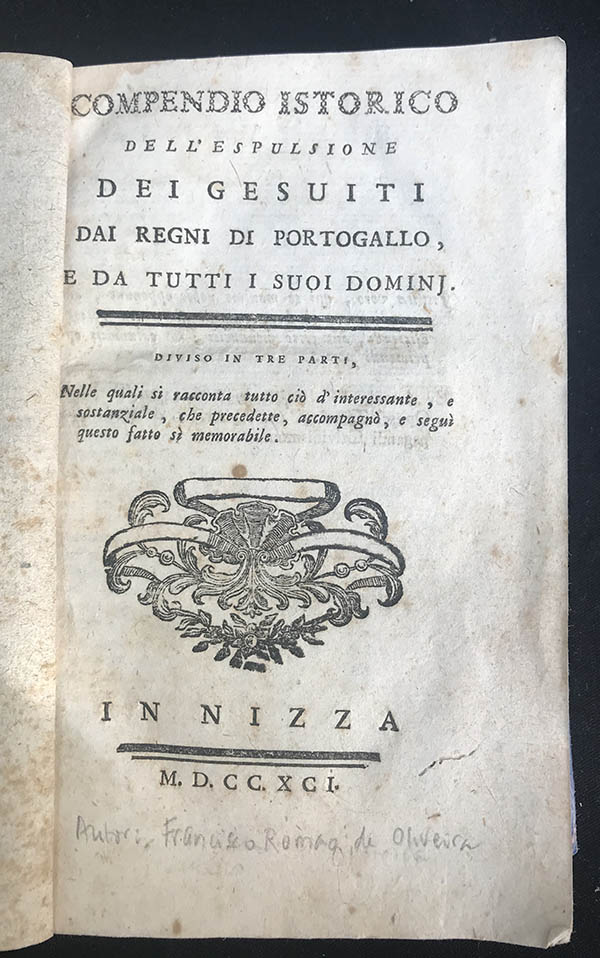 COMPENDIO ISTORICO
DELL'ESPULSIONE
DEI GESUITI
DAI REGNI DI PORTOGALLO,
E DA TUTTI I SUOI DOMINJ.
DIVISO IN TRE PARTI,
Nelle quali si racconta tutto ciò d'interessante, e
sostanziale, che precedette, accompagnò, e seguì
questo fatto sì memorabile.
IN NIZZA
M. D. CC. XCI.
Autor: Francisco de Oliveira